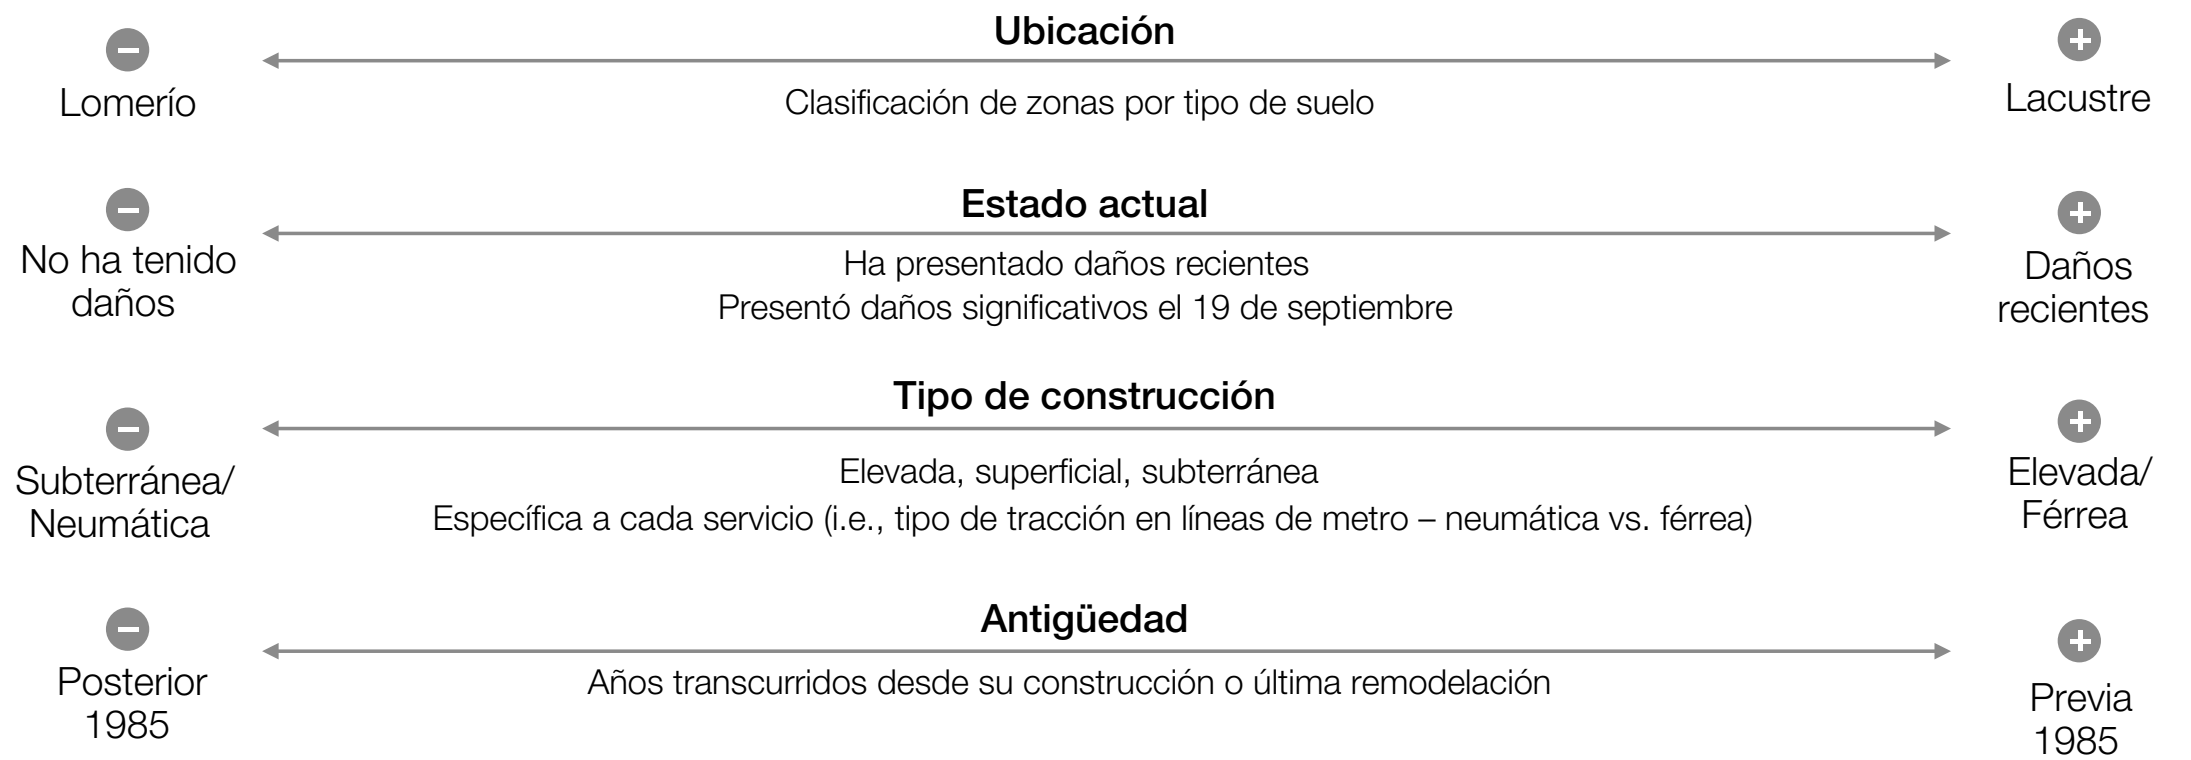 Ubicación
Lomerío
Clasificación de zonas por tipo de suelo
Lacustre
Estado actual
No ha tenido
daños
Ha presentado daños recientes
Presentó daños significativos el 19 de septiembre
Daños
recientes
Tipo de construcción
Subterránea/
Neumática
Elevada, superficial, subterránea
Específica a cada servicio (i.e., tipo de tracción en líneas de metro – neumática vs. férrea)
Elevada/
Férrea
Antigüedad
Posterior
1985
Años transcurridos desde su construcción o última remodelación
Previa
1985